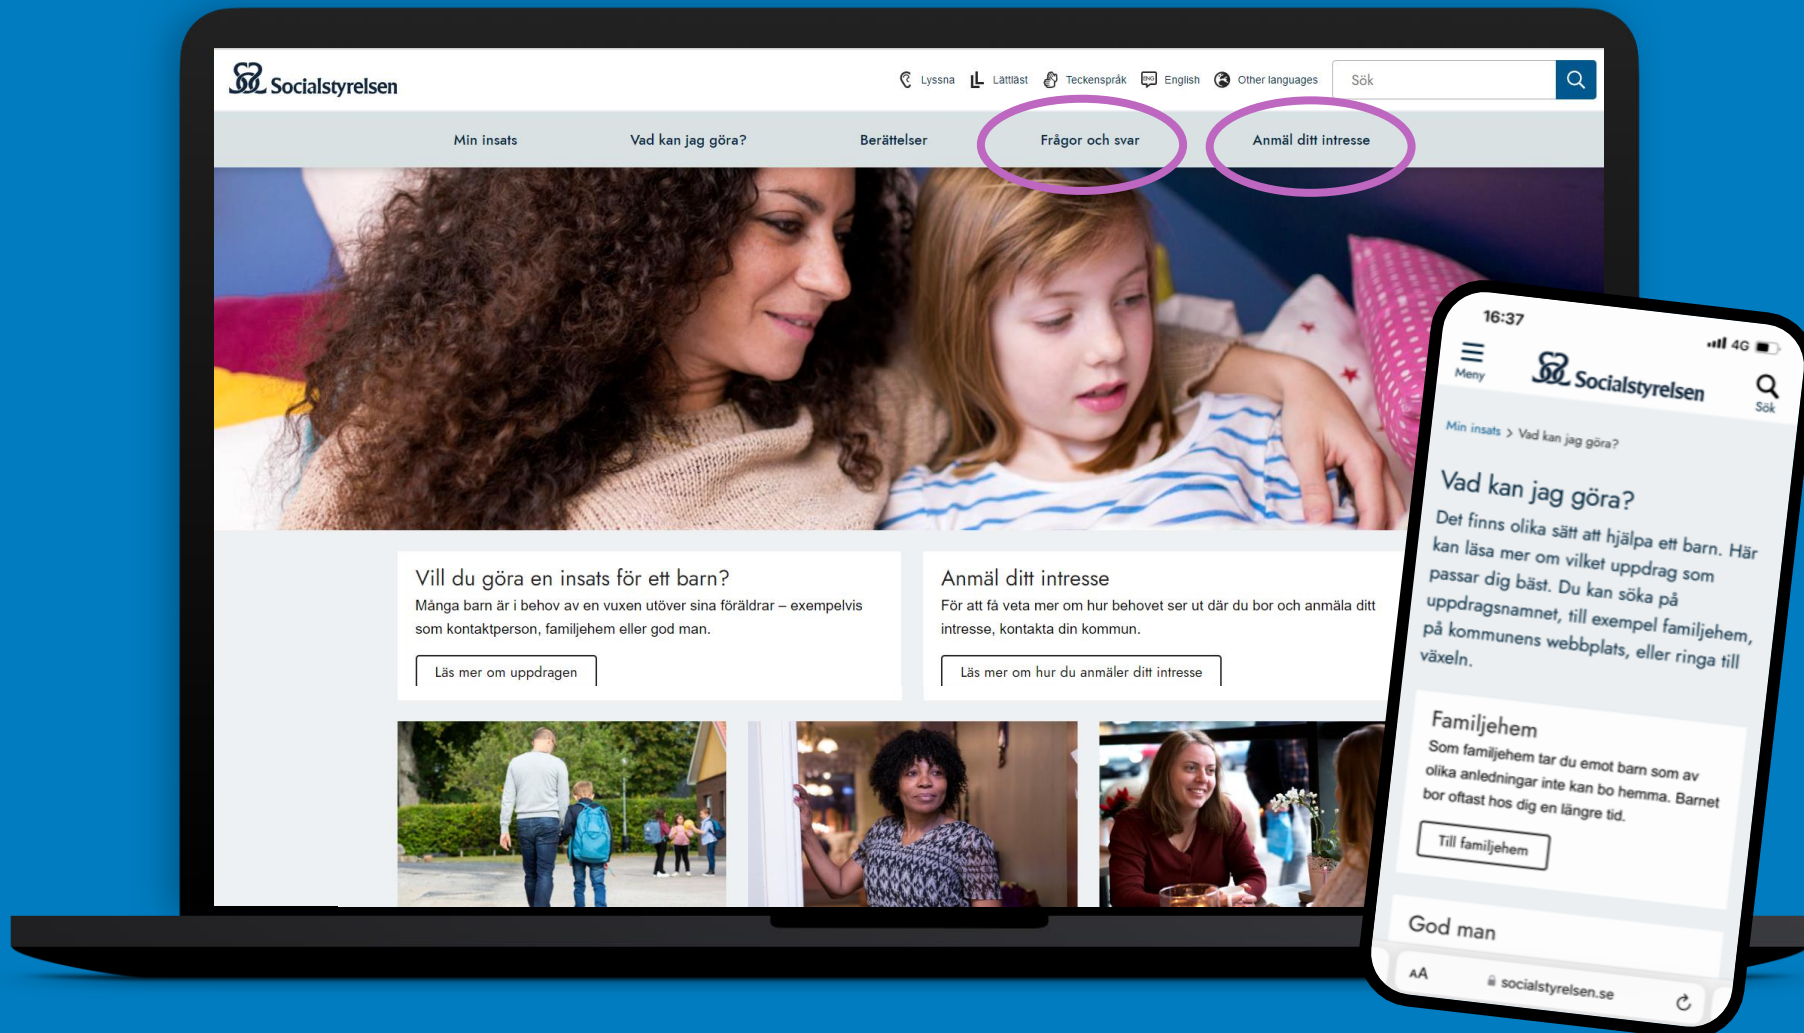 Socialstyrelsen
Lyssna
Lättläst
Teckenspråk
ENG English
Other languages
Sök
Min insats
Vad kan jag göra?
Berättelser
Frågor och svar
Anmäl ditt intresse
Vill du göra en insats för ett barn?
Många barn är i behov av en vuxen utöver sina föräldrar – exempelvis
som kontaktperson, familjehem eller god man.
Läs mer om uppdragen
Anmäl ditt intresse
För att få veta mer om hur behovet ser ut där du bor och anmäla ditt
intresse, kontakta din kommun.
Läs mer om hur du anmäler ditt intresse
16:37
4G
Meny
Socialstyrelsen
Sök
Min insats > Vad kan jag göra?
Vad kan jag göra?
Det finns olika sätt att hjälpa ett barn. Här
kan läsa mer om vilket uppdrag som
passar dig bäst. Du kan söka på
uppdragsnamnet, till exempel familjehem,
på kommunens webbplats, eller ringa till
växeln.
Familjehem
Som familjehem tar du emot barn som av
olika anledningar inte kan bo hemma. Barnet
bor oftast hos dig en längre tid.
Till familjehem
God man
AA
socialstyrelsen.se